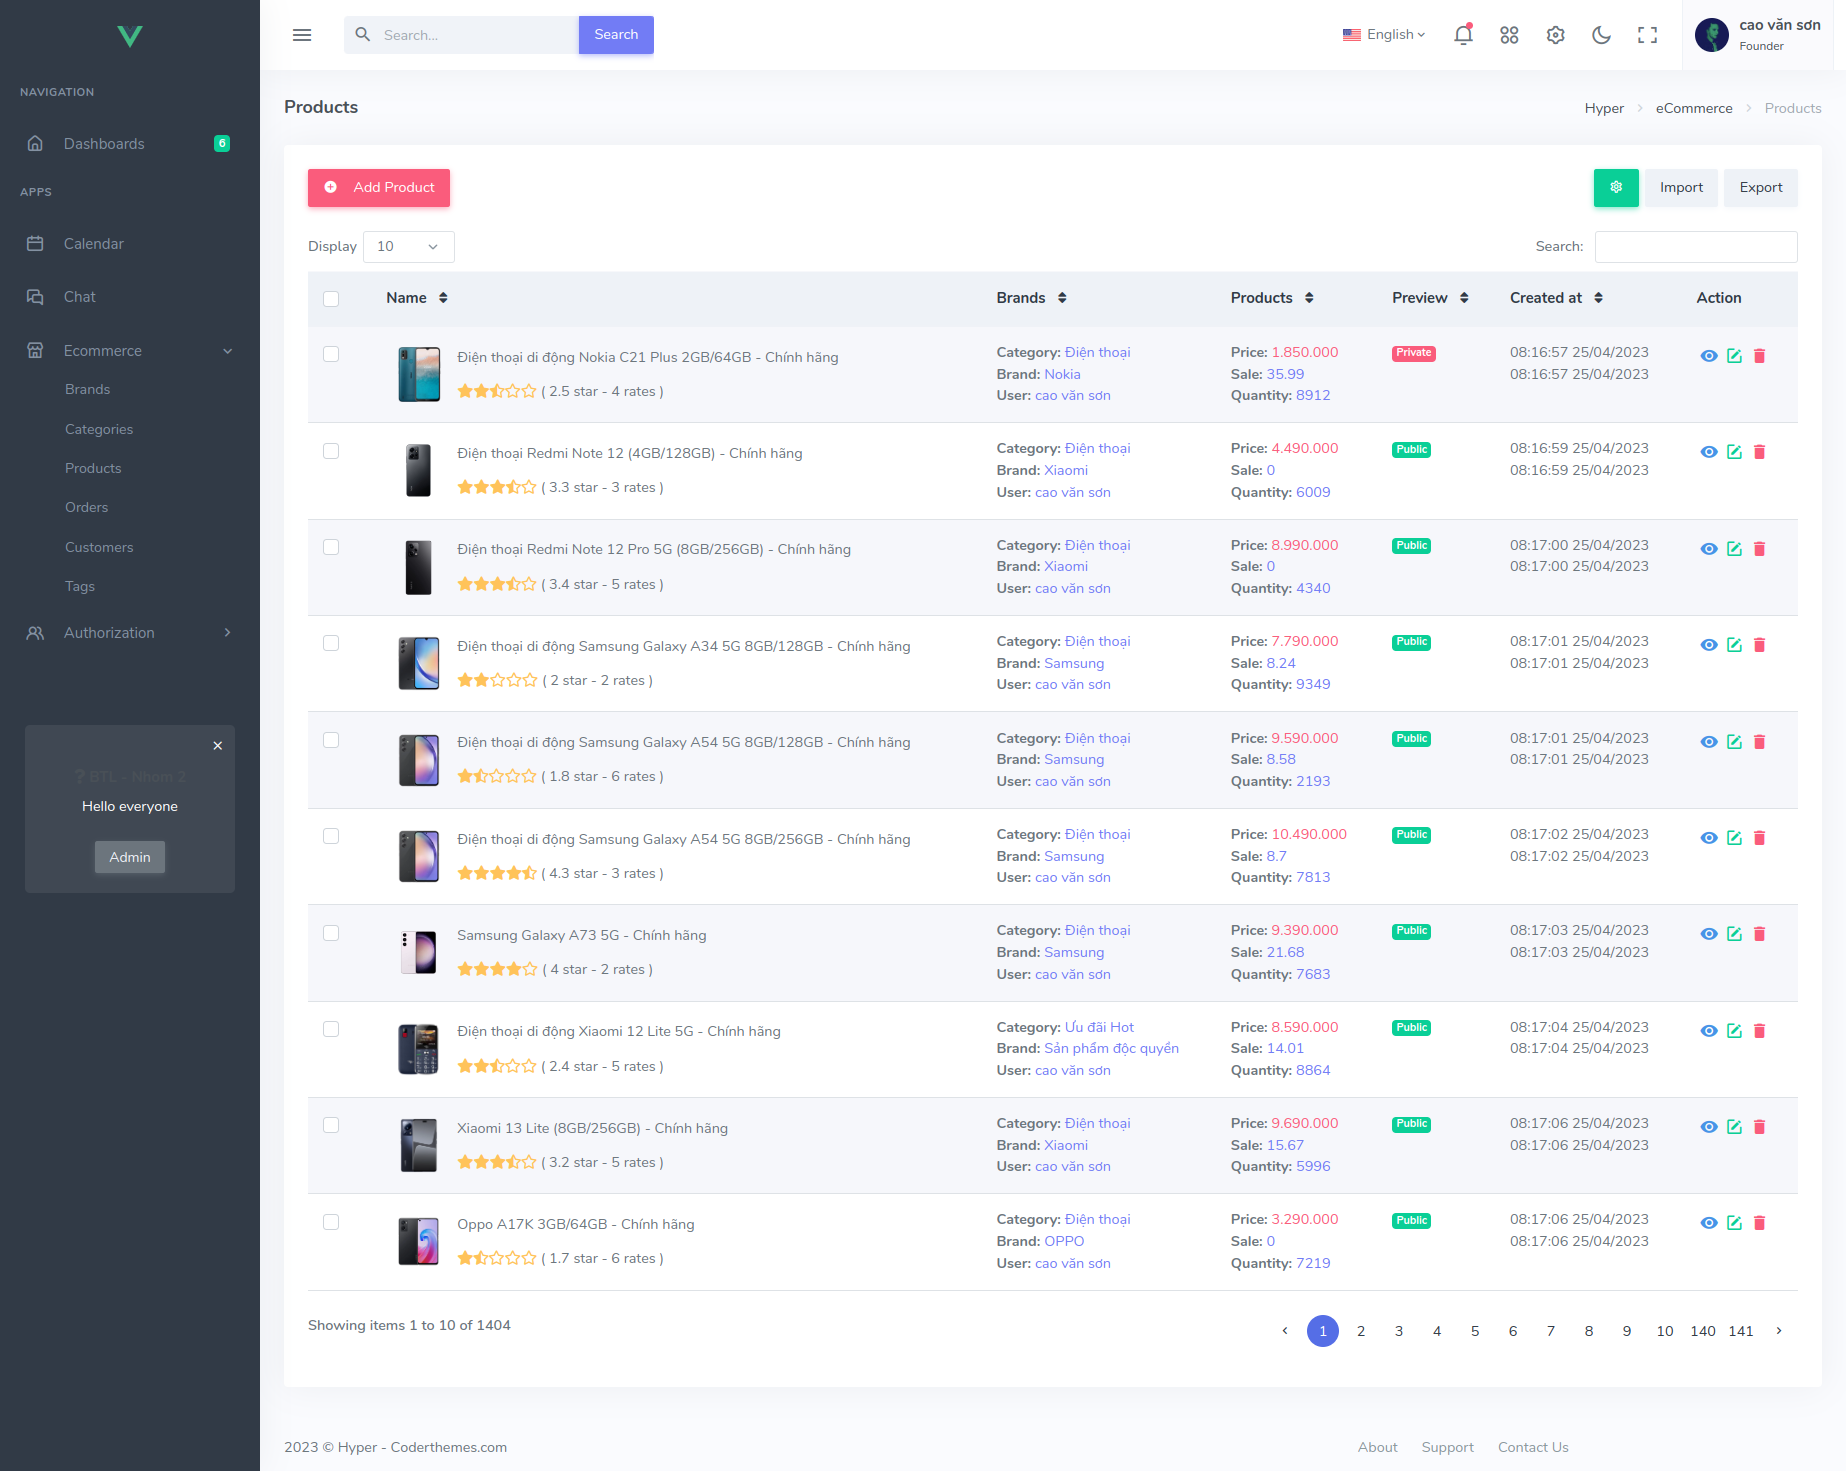 Search...
Search
English
cao văn sơn
Founder
NAVIGATION
Dashboards
6
APPS
Calendar
Chat
Ecommerce
Brands
Categories
Products
Orders
Customers
Tags
Authorization
? BTL - Nhom 2
Hello everyone
Admin
Products
Hyper
eCommerce
Products
Add Product
Import
Export
Display 10
Search:
Name
Brands
Products
Preview
Created at
Action
Điện thoại di động Nokia C21 Plus 2GB/64GB - Chính hãng
( 2.5 star - 4 rates )
Category: Điện thoại
Brand: Nokia
User: cao văn sơn
Price: 1.850.000
Sale: 35.99
Quantity: 8912
Private
08:16:57 25/04/2023
08:16:57 25/04/2023
Điện thoại Redmi Note 12 (4GB/128GB) - Chính hãng
( 3.3 star - 3 rates )
Category: Điện thoại
Brand: Xiaomi
User: cao văn sơn
Price: 4.490.000
Sale: 0
Quantity: 6009
Public
08:16:59 25/04/2023
08:16:59 25/04/2023
Điện thoại Redmi Note 12 Pro 5G (8GB/256GB) - Chính hãng
( 3.4 star - 5 rates )
Category: Điện thoại
Brand: Xiaomi
User: cao văn sơn
Price: 8.990.000
Sale: 0
Quantity: 4340
Public
08:17:00 25/04/2023
08:17:00 25/04/2023
Điện thoại di động Samsung Galaxy A34 5G 8GB/128GB - Chính hãng
( 2 star - 2 rates )
Category: Điện thoại
Brand: Samsung
User: cao văn sơn
Price: 7.790.000
Sale: 8.24
Quantity: 9349
Public
08:17:01 25/04/2023
08:17:01 25/04/2023
Điện thoại di động Samsung Galaxy A54 5G 8GB/128GB - Chính hãng
( 1.8 star - 6 rates )
Category: Điện thoại
Brand: Samsung
User: cao văn sơn
Price: 9.590.000
Sale: 8.58
Quantity: 2193
Public
08:17:01 25/04/2023
08:17:01 25/04/2023
Điện thoại di động Samsung Galaxy A54 5G 8GB/256GB - Chính hãng
( 4.3 star - 3 rates )
Category: Điện thoại
Brand: Samsung
User: cao văn sơn
Price: 10.490.000
Sale: 8.7
Quantity: 7813
Public
08:17:02 25/04/2023
08:17:02 25/04/2023
Samsung Galaxy A73 5G - Chính hãng
( 4 star - 2 rates )
Category: Điện thoại
Brand: Samsung
User: cao văn sơn
Price: 9.390.000
Sale: 21.68
Quantity: 7683
Public
08:17:03 25/04/2023
08:17:03 25/04/2023
Điện thoại di động Xiaomi 12 Lite 5G - Chính hãng
( 2.4 star - 5 rates )
Category: Ưu đãi Hot
Brand: Sản phẩm độc quyền
User: cao văn sơn
Price: 8.590.000
Sale: 14.01
Quantity: 8864
Public
08:17:04 25/04/2023
08:17:04 25/04/2023
Xiaomi 13 Lite (8GB/256GB) - Chính hãng
( 3.2 star - 5 rates )
Category: Điện thoại
Brand: Xiaomi
User: cao văn sơn
Price: 9.690.000
Sale: 15.67
Quantity: 5996
Public
08:17:06 25/04/2023
08:17:06 25/04/2023
Oppo A17K 3GB/64GB - Chính hãng
( 1.7 star - 6 rates )
Category: Điện thoại
Brand: OPPO
User: cao văn sơn
Price: 3.290.000
Sale: 0
Quantity: 7219
Public
08:17:06 25/04/2023
08:17:06 25/04/2023
Showing items 1 to 10 of 1404
1 2 3 4 5 6 7 8 9 10 140 141
2023 © Hyper - Coderthemes.com
About
Support
Contact Us